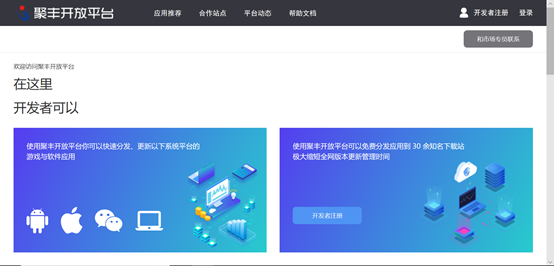 聚丰开放平台
应用推荐 合作站点 平台动态 帮助文档
开发者注册 登录
和市场专员联系
欢迎访问聚丰开放平台
在这里
开发者可以
使用聚丰开放平台你可以快速分发、更新以下系统平台的
游戏与软件应用
使用聚丰开放平台可以免费分发应用到 30 余知名下载站
极大缩短全网版本更新管理时间
开发者注册